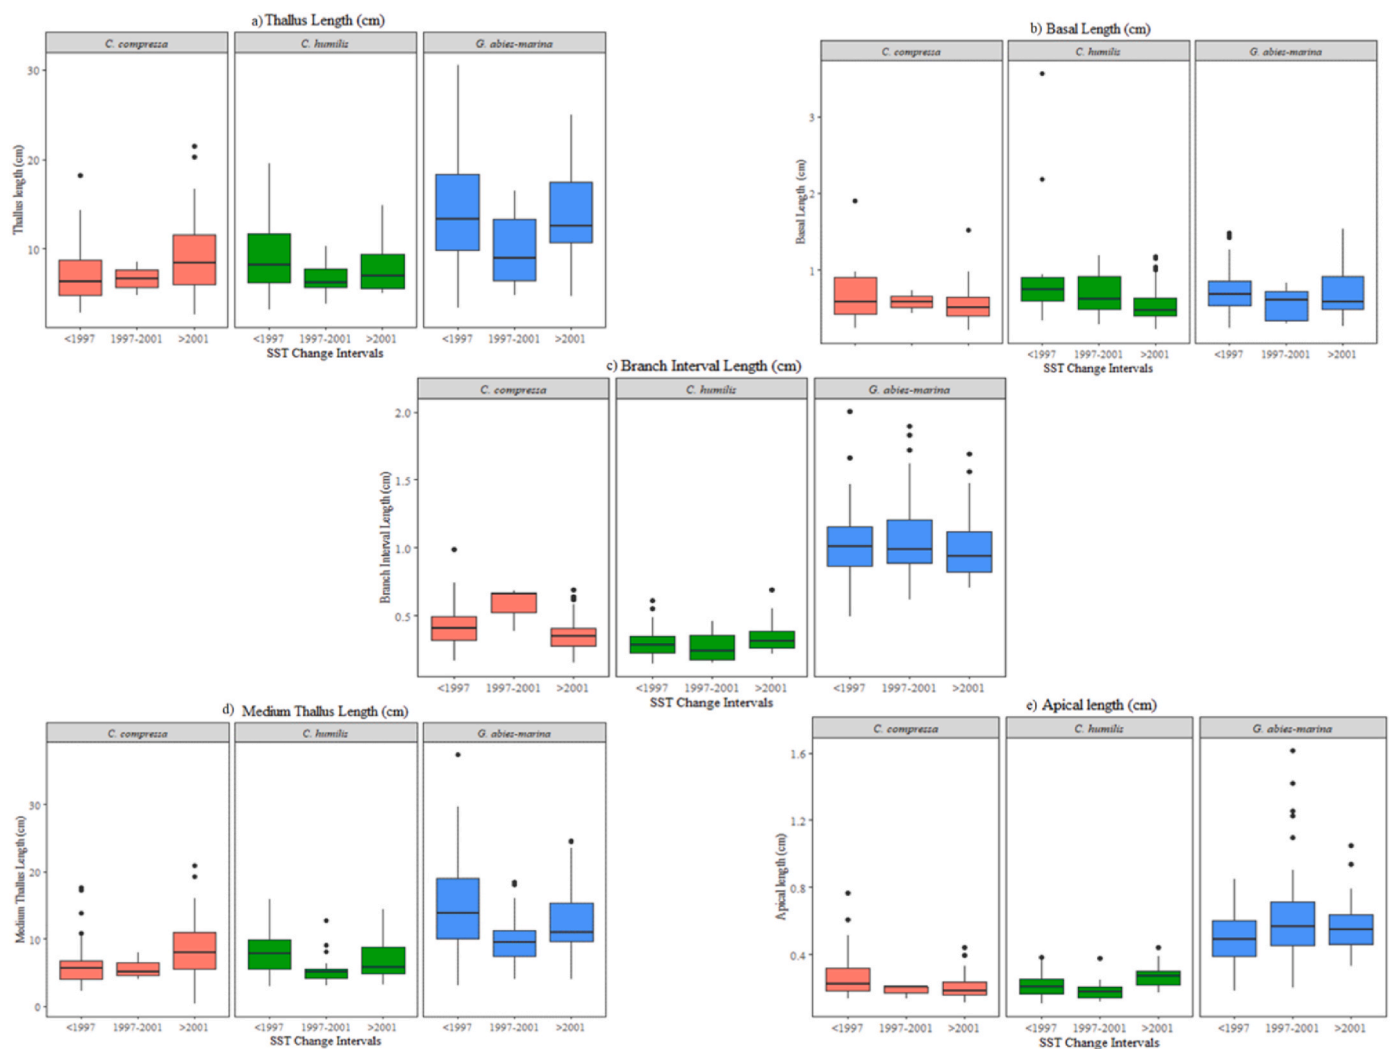 a) Thallus Length (cm)
C. compressa
C. humilis
G. abies-marina
Thallus length (cm)
30
20
10
<1997
1997-2001
>2001
<1997
1997-2001
>2001
<1997
1997-2001
>2001
SST Change Intervals
b) Basal Length (cm)
C. compressa
C. humilis
G. abies-marina
Basal Length (cm)
3
2
1
<1997
1997-2001
>2001
<1997
1997-2001
>2001
SST Change Intervals
c) Branch Interval Length (cm)
C. compressa
C. humilis
G. abies-marina
Branch Interval Length (cm)
2.0
1.5
1.0
0.5
<1997
1997-2001
>2001
<1997
1997-2001
>2001
<1997
1997-2001
>2001
SST Change Intervals
d) Medium Thallus Length (cm)
C. compressa
C. humilis
G. abies-marina
Medium Thallus Length (cm)
30
20
10
0
<1997
1997-2001
>2001
<1997
1997-2001
>2001
<1997
1997-2001
>2001
SST Change Intervals
e) Apical length (cm)
C. compressa
C. humilis
G. abies-marina
Apical length (cm)
1.6
1.2
0.8
0.4
<1997
1997-2001
>2001
<1997
1997-2001
>2001
<1997
1997-2001
>2001
SST Change Intervals